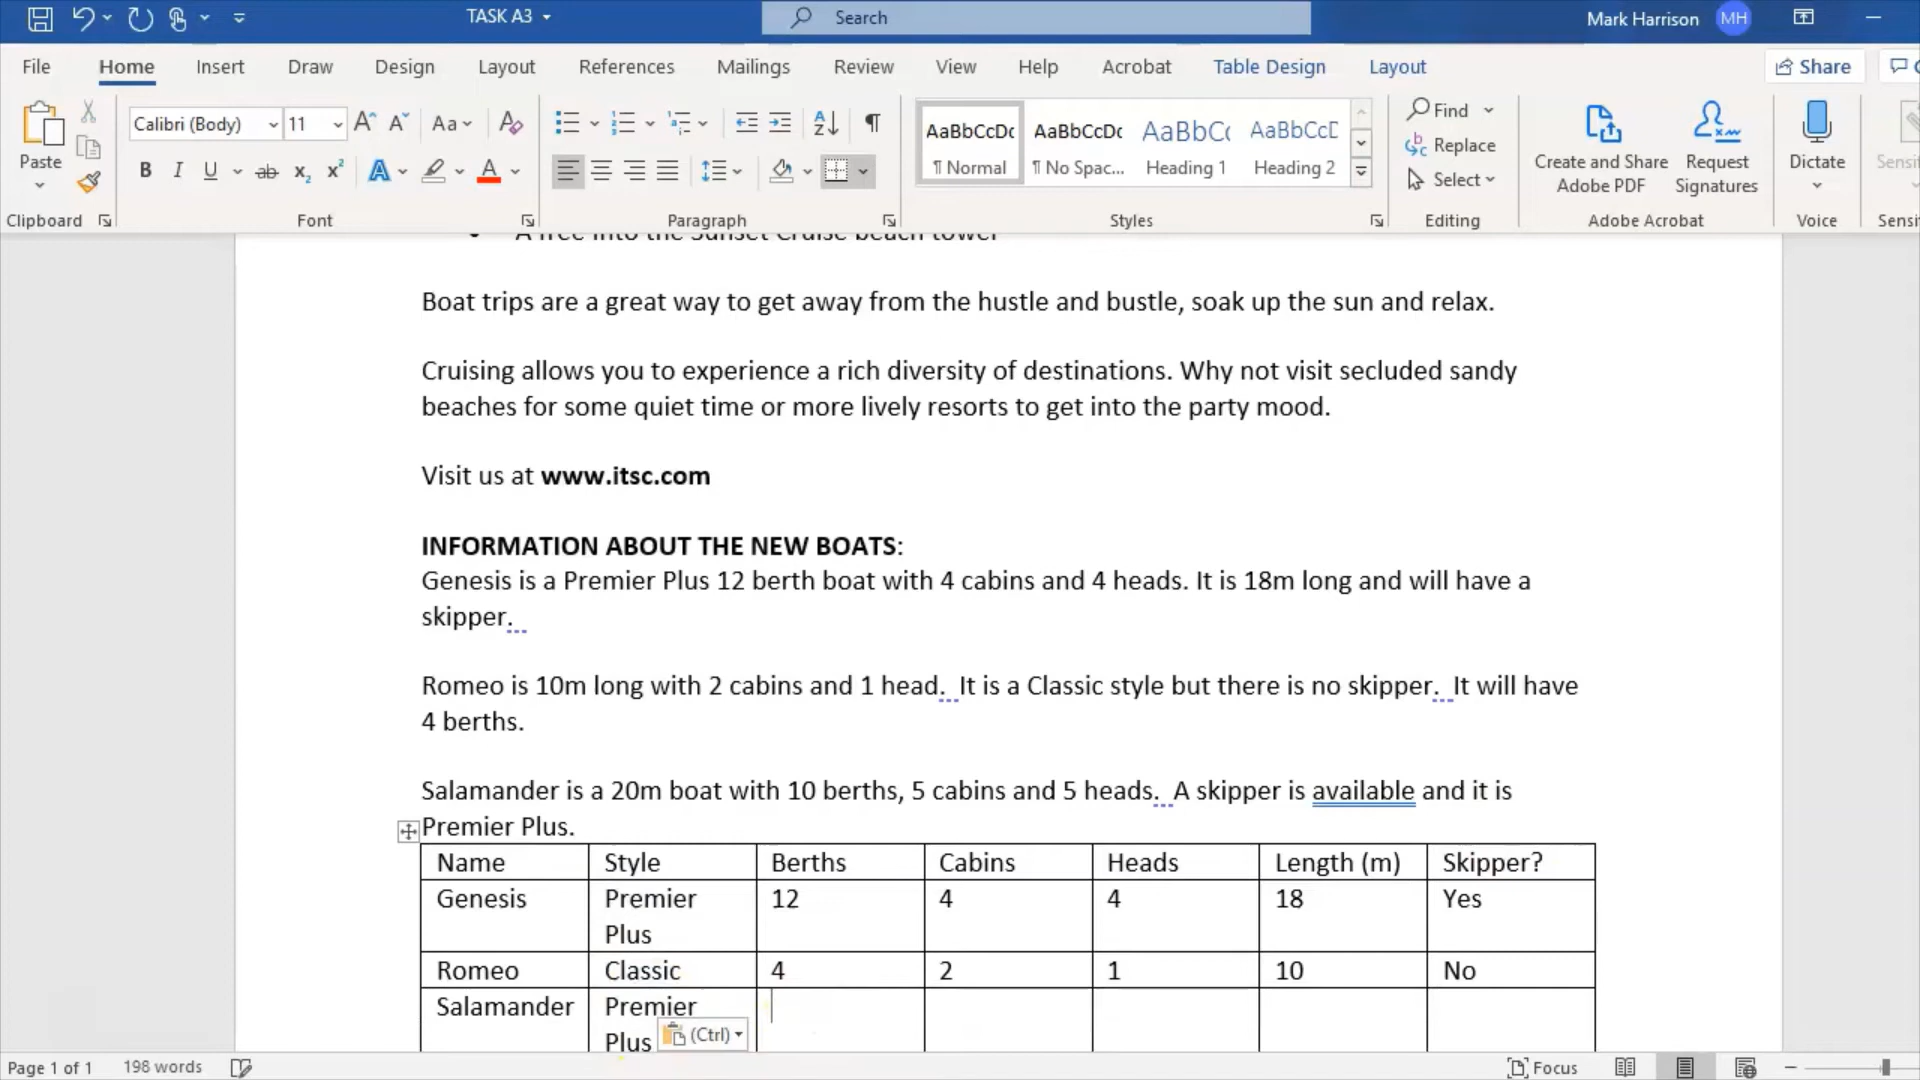 TASK A3
Search
Mark Harrison
MH
File
Home
Insert
Draw
Design
Layout
References
Mailings
Review
View
Help
Acrobat
Table Design
Layout
Share
Paste
Calibri (Body)
11
Aa
AaBbCcDc
AaBbCcDc
AaBbC
AaBbCcD
¶ Normal
¶ No Spac...
Heading 1
Heading 2
Find
Replace
Select
Create and Share
Adobe PDF
Request
Signatures
Dictate
Clipboard
Font
Paragraph
Styles
Editing
Adobe Acrobat
Voice
Boat trips are a great way to get away from the hustle and bustle, soak up the sun and relax.
Cruising allows you to experience a rich diversity of destinations. Why not visit secluded sandy
beaches for some quiet time or more lively resorts to get into the party mood.
Visit us at www.itsc.com
INFORMATION ABOUT THE NEW BOATS:
Genesis is a Premier Plus 12 berth boat with 4 cabins and 4 heads. It is 18m long and will have a
skipper.
Romeo is 10m long with 2 cabins and 1 head.  It is a Classic style but there is no skipper.  It will have
4 berths.
Salamander is a 20m boat with 10 berths, 5 cabins and 5 heads.  A skipper is available and it is
Premier Plus.
Name Style Berths Cabins Heads Length (m) Skipper?
Genesis Premier Plus 12 4 4 18 Yes
Romeo Classic 4 2 1 10 No
Salamander Premier Plus
(Ctrl)
Page 1 of 1
198 words
Focus